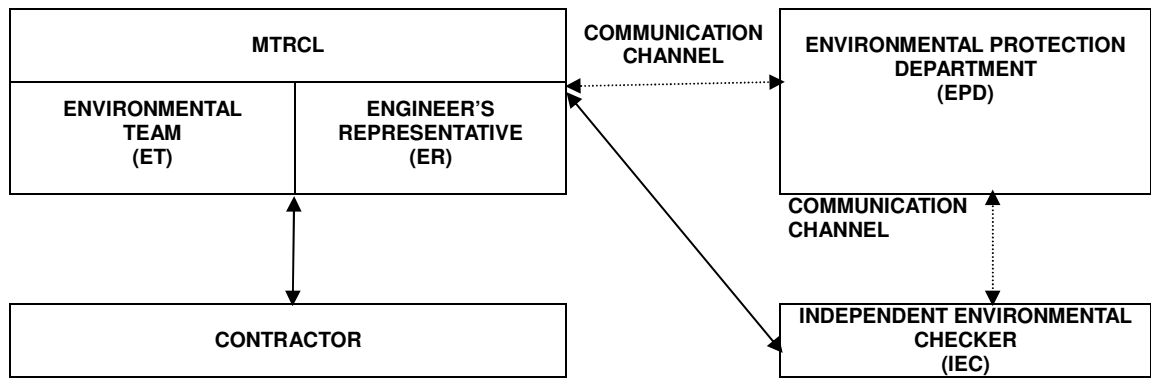 MTRCL
ENVIRONMENTAL
TEAM
(ET)
ENGINEER'S
REPRESENTATIVE
(ER)
COMMUNICATION
CHANNEL
ENVIRONMENTAL PROTECTION
DEPARTMENT
(EPD)
COMMUNICATION
CHANNEL
CONTRACTOR
INDEPENDENT ENVIRONMENTAL
CHECKER
(IEC)